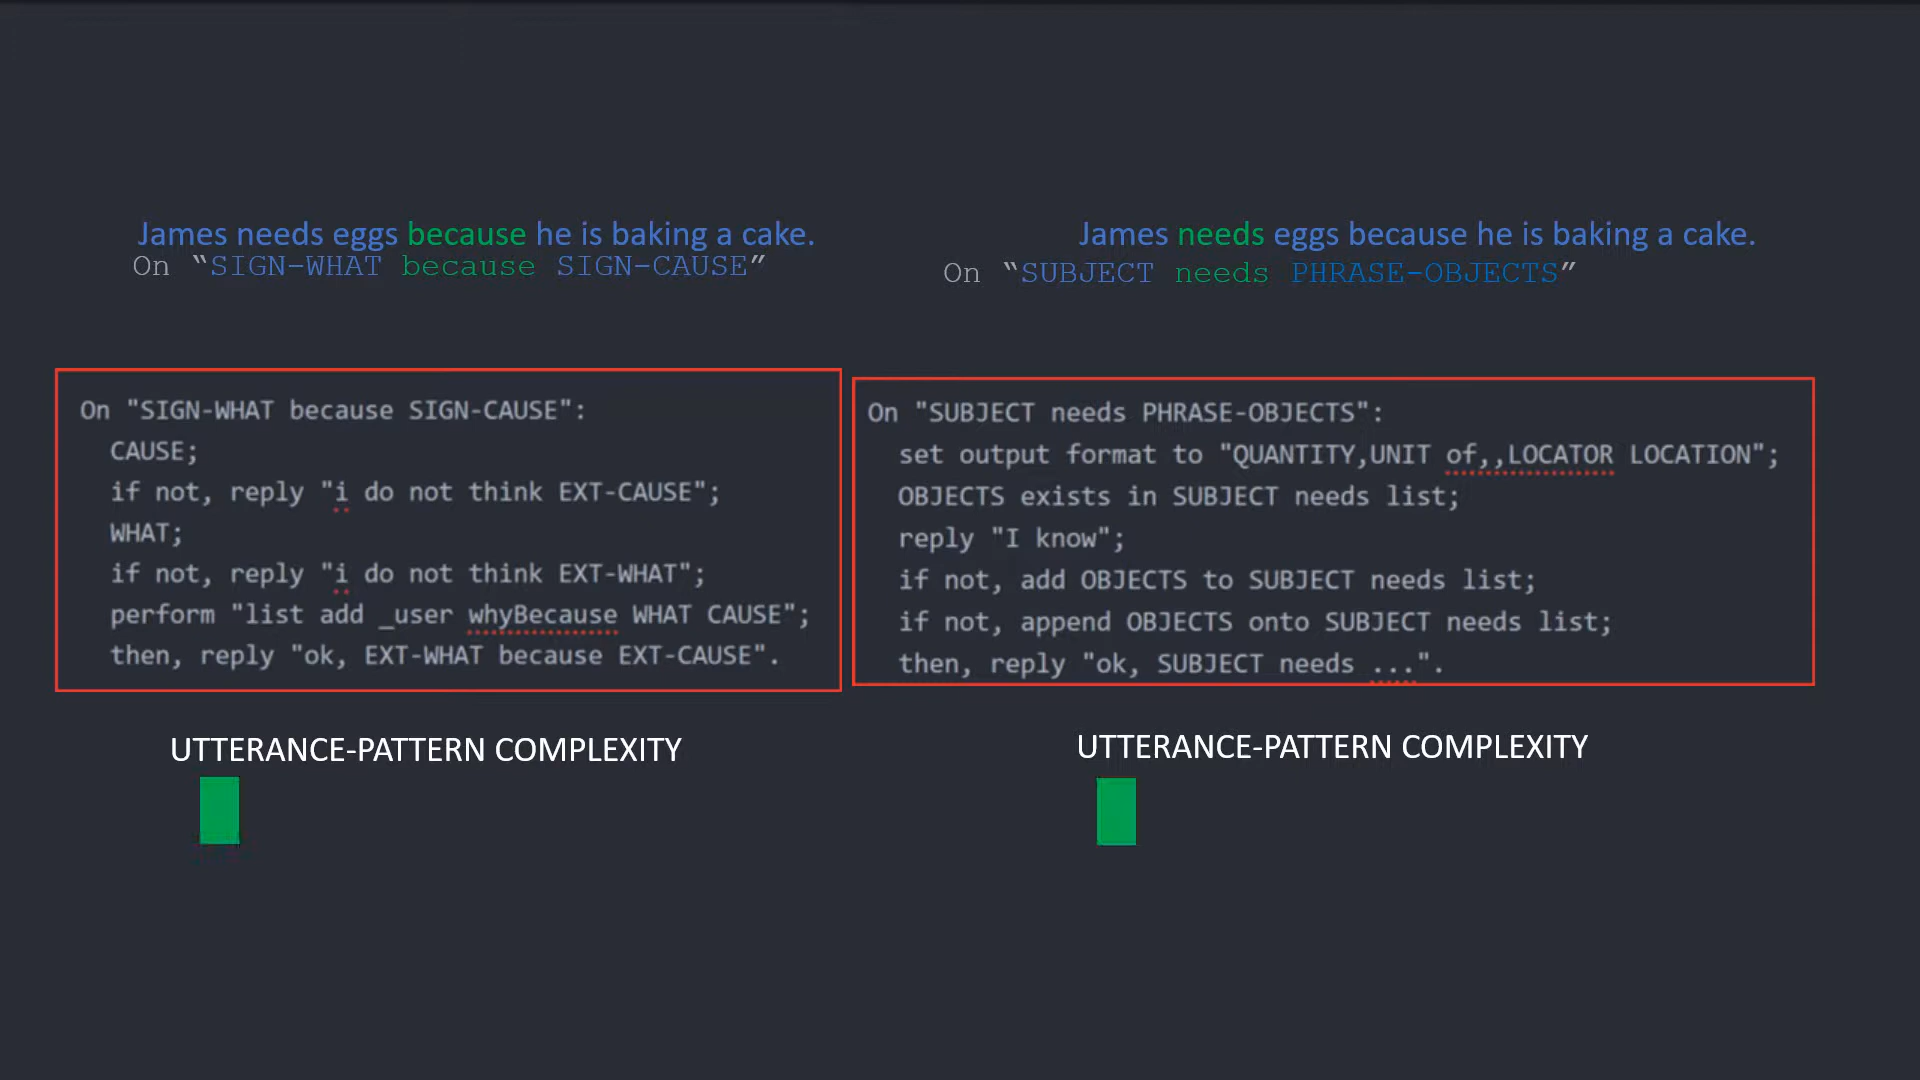 James needs eggs because he is baking a cake.
On “SIGN-WHAT because SIGN-CAUSE”
On "SIGN-WHAT because SIGN-CAUSE":
CAUSE;
if not, reply "i do not think EXT-CAUSE";
WHAT;
if not, reply "i do not think EXT-WHAT";
perform "list add _user whyBecause WHAT CAUSE";
then, reply "ok, EXT-WHAT because EXT-CAUSE".
UTTERANCE-PATTERN COMPLEXITY
James needs eggs because he is baking a cake.
On “SUBJECT needs PHRASE-OBJECTS”
On "SUBJECT needs PHRASE-OBJECTS":
set output format to "QUANTITY,UNIT of,,LOCATOR LOCATION";
OBJECTS exists in SUBJECT needs list;
reply "I know";
if not, add OBJECTS to SUBJECT needs list;
if not, append OBJECTS onto SUBJECT needs list;
then, reply "ok, SUBJECT needs ...".
UTTERANCE-PATTERN COMPLEXITY